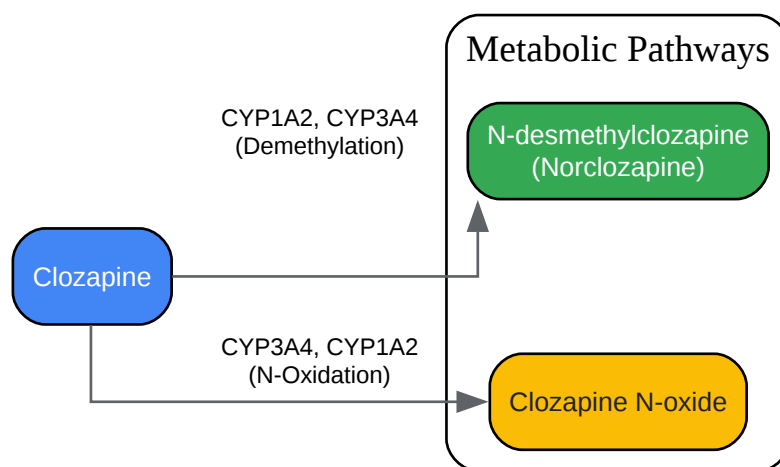 Metabolic Pathways
CYP1A2, CYP3A4
(Demethylation)
N-desmethylclozapine
(Norclozapine)
Clozapine
CYP3A4, CYP1A2
(N-Oxidation)
Clozapine N-oxide